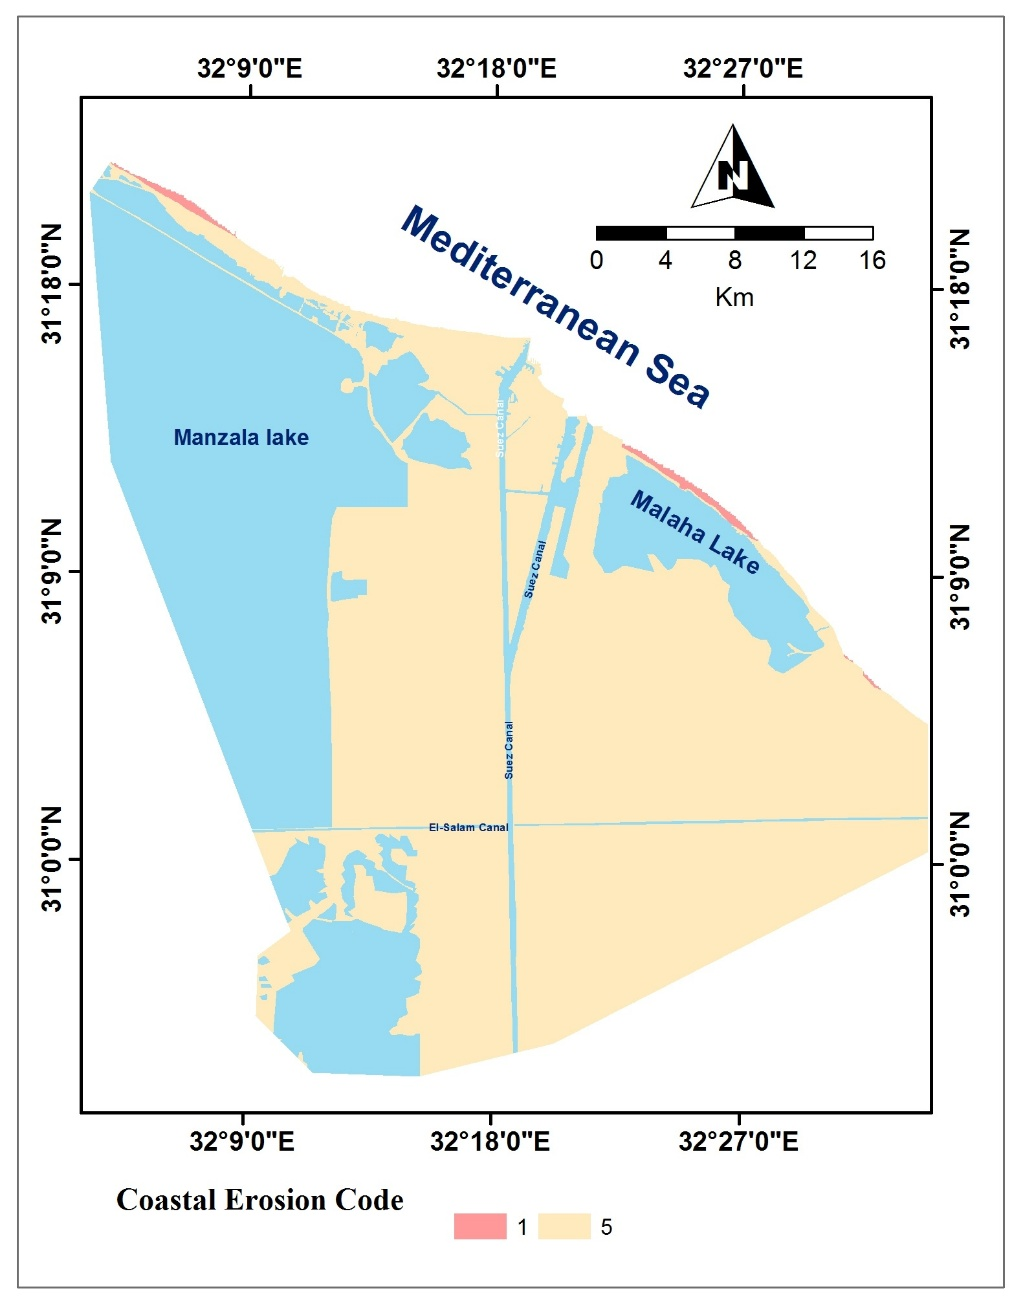 32°9'0"E 32°18'0"E 32°27'0"E
N
0 4 8 12 16
Km
Mediterranean Sea
31°18'0"N
31°18'0"N
Manzala lake
Suez Canal
Malaha Lake
Suez Canal
31°9'0"N
31°9'0"N
Suez Canal
El-Salam Canal
31°0'0"N
31°0'0"N
32°9'0"E 32°18'0"E 32°27'0"E
Coastal Erosion Code
1 5